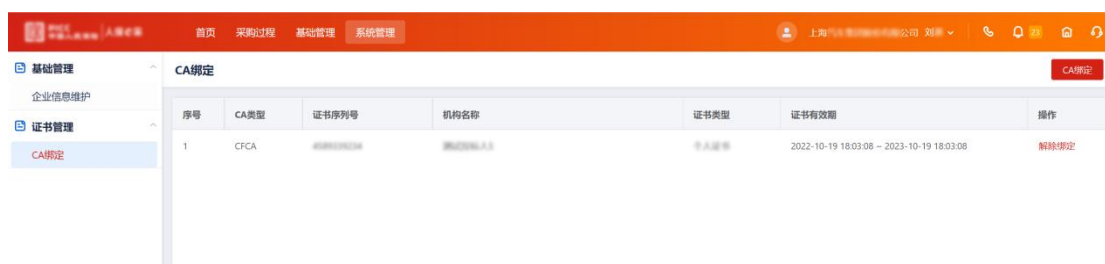 首页 采购过程 基础管理 系统管理 上海 公司 刘 23
基础管理
企业信息维护
证书管理
CA绑定
CA绑定 CA绑定
序号 CA类型 证书序列号 机构名称 证书类型 证书有效期 操作
1 CFCA 2022-10-19 18:03:08 ~ 2023-10-19 18:03:08 解除绑定